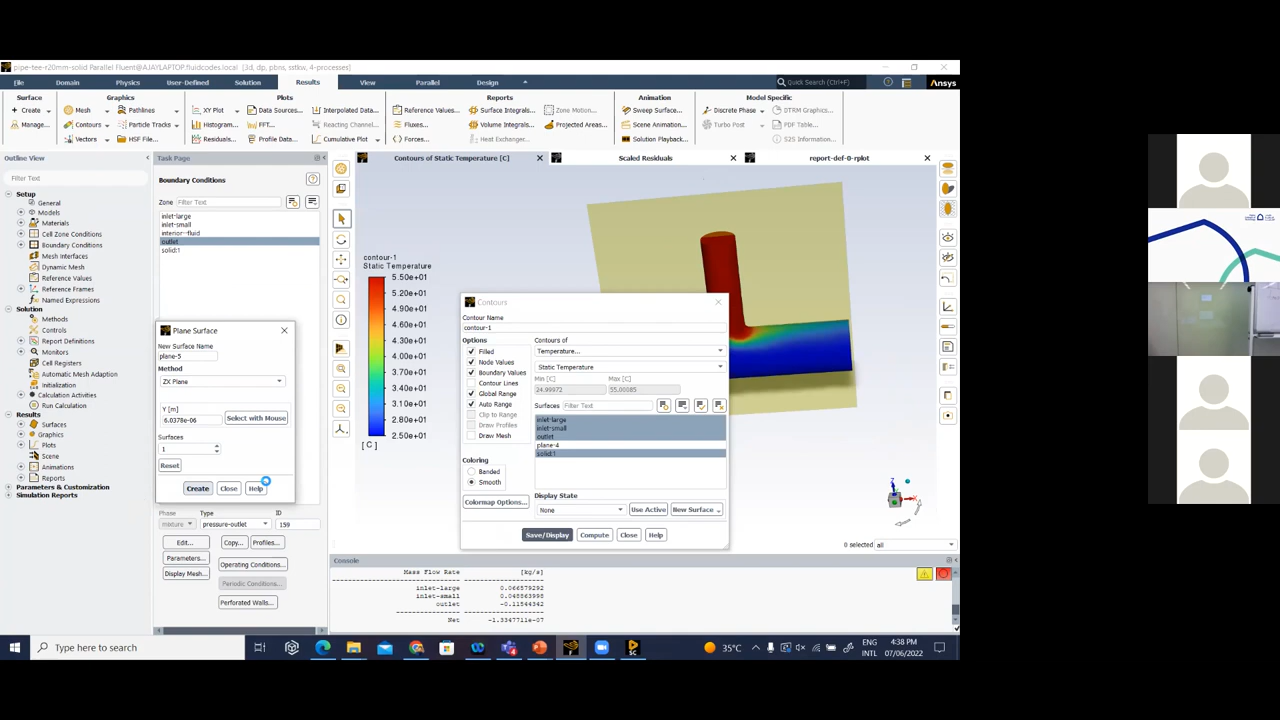 pipe-tee-r20mm-solid Parallel Fluent@AJAYLAPTOP.fluidcodes.local [3d, dp, pbns, sstkw, 4-processes]
File
Domain
Physics
User-Defined
Solution
Results
View
Parallel
Design
Quick Search (Ctrl+F)
Ansys
Surface
Graphics
Plots
Reports
Animation
Model Specific
Create
Mesh
Pathlines
XY Plot
Data Sources...
Interpolated Data...
Reference Values...
Surface Integrals...
Zone Motion...
Sweep Surface...
Discrete Phase
DTRM Graphics...
Manage...
Contours
Particle Tracks
Histogram...
FFT...
Reacting Channel...
Fluxes...
Volume Integrals...
Projected Areas...
Scene Animation...
Turbo Post
PDF Table...
Vectors
HSF File...
Residuals...
Profile Data...
Cumulative Plot
Forces...
Heat Exchanger...
Solution Playback...
S2S Information...
Outline View
Filter Text
Setup
General
Models
Materials
Cell Zone Conditions
Boundary Conditions
Mesh Interfaces
Dynamic Mesh
Reference Values
Reference Frames
Named Expressions
Solution
Methods
Controls
Report Definitions
Monitors
Cell Registers
Automatic Mesh Adaption
Initialization
Calculation Activities
Run Calculation
Results
Surfaces
Graphics
Plots
Scene
Animations
Reports
Parameters & Customization
Simulation Reports
Task Page
Boundary Conditions
Zone
Filter Text
inlet-large
inlet-small
interior--fluid
outlet
solid:1
Plane Surface
New Surface Name
plane-5
Method
ZX Plane
Y [m]
6.0378e-06
Select with Mouse
Surfaces
1
Reset
Create
Close
Help
Phase
Type
ID
mixture
pressure-outlet
159
Edit...
Copy...
Profiles...
Parameters...
Operating Conditions...
Display Mesh...
Periodic Conditions...
Perforated Walls...
Contours of Static Temperature [C]
Scaled Residuals
report-def-0-rplot
contour-1
Static Temperature
5.50e+01
5.20e+01
4.90e+01
4.60e+01
4.30e+01
4.00e+01
3.70e+01
3.40e+01
3.10e+01
2.80e+01
2.50e+01
[ C ]
Contours
Contour Name
contour-1
Options
Filled
Node Values
Boundary Values
Contour Lines
Global Range
Auto Range
Clip to Range
Draw Profiles
Draw Mesh
Coloring
Banded
Smooth
Colormap Options...
Contours of
Temperature...
Static Temperature
Min [C]
Max [C]
24.99972
55.00085
Surfaces
Filter Text
inlet-large
inlet-small
outlet
plane-4
solid:1
Display State
None
Use Active
New Surface
Save/Display
Compute
Close
Help
0 selected
all
Console
Mass Flow Rate [kg/s]
inlet-large 0.066579292
inlet-small 0.048863998
outlet -0.11544342
Net -1.3347711e-07
Type here to search
35°C
ENG
INTL
4:38 PM
07/06/2022